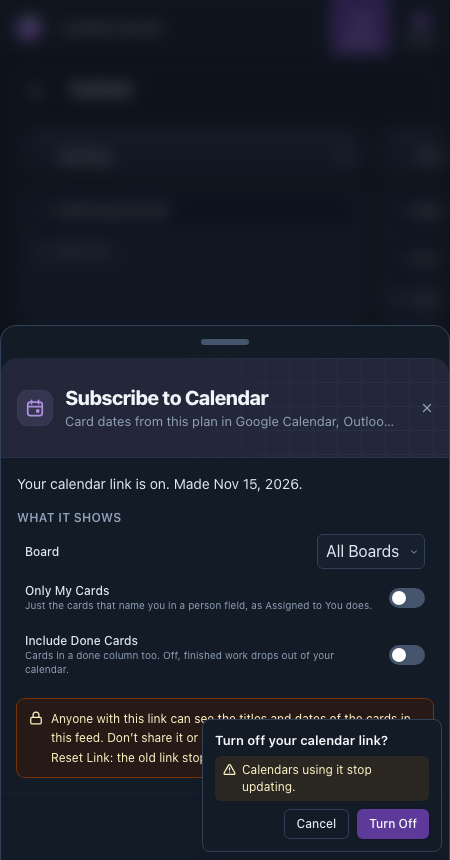 Subscribe to Calendar
Card dates from this plan in Google Calendar, Outloo...
Your calendar link is on. Made Nov 15, 2026.
WHAT IT SHOWS
Board
All Boards
Only My Cards
Just the cards that name you in a person field, as Assigned to You does.
Include Done Cards
Cards in a done column too. Off, finished work drops out of your
calendar.
Anyone with this link can see the titles and dates of the cards in
this feed. Don't share it or
Reset Link: the old link stop
Turn off your calendar link?
Calendars using it stop
updating.
Cancel
Turn Off